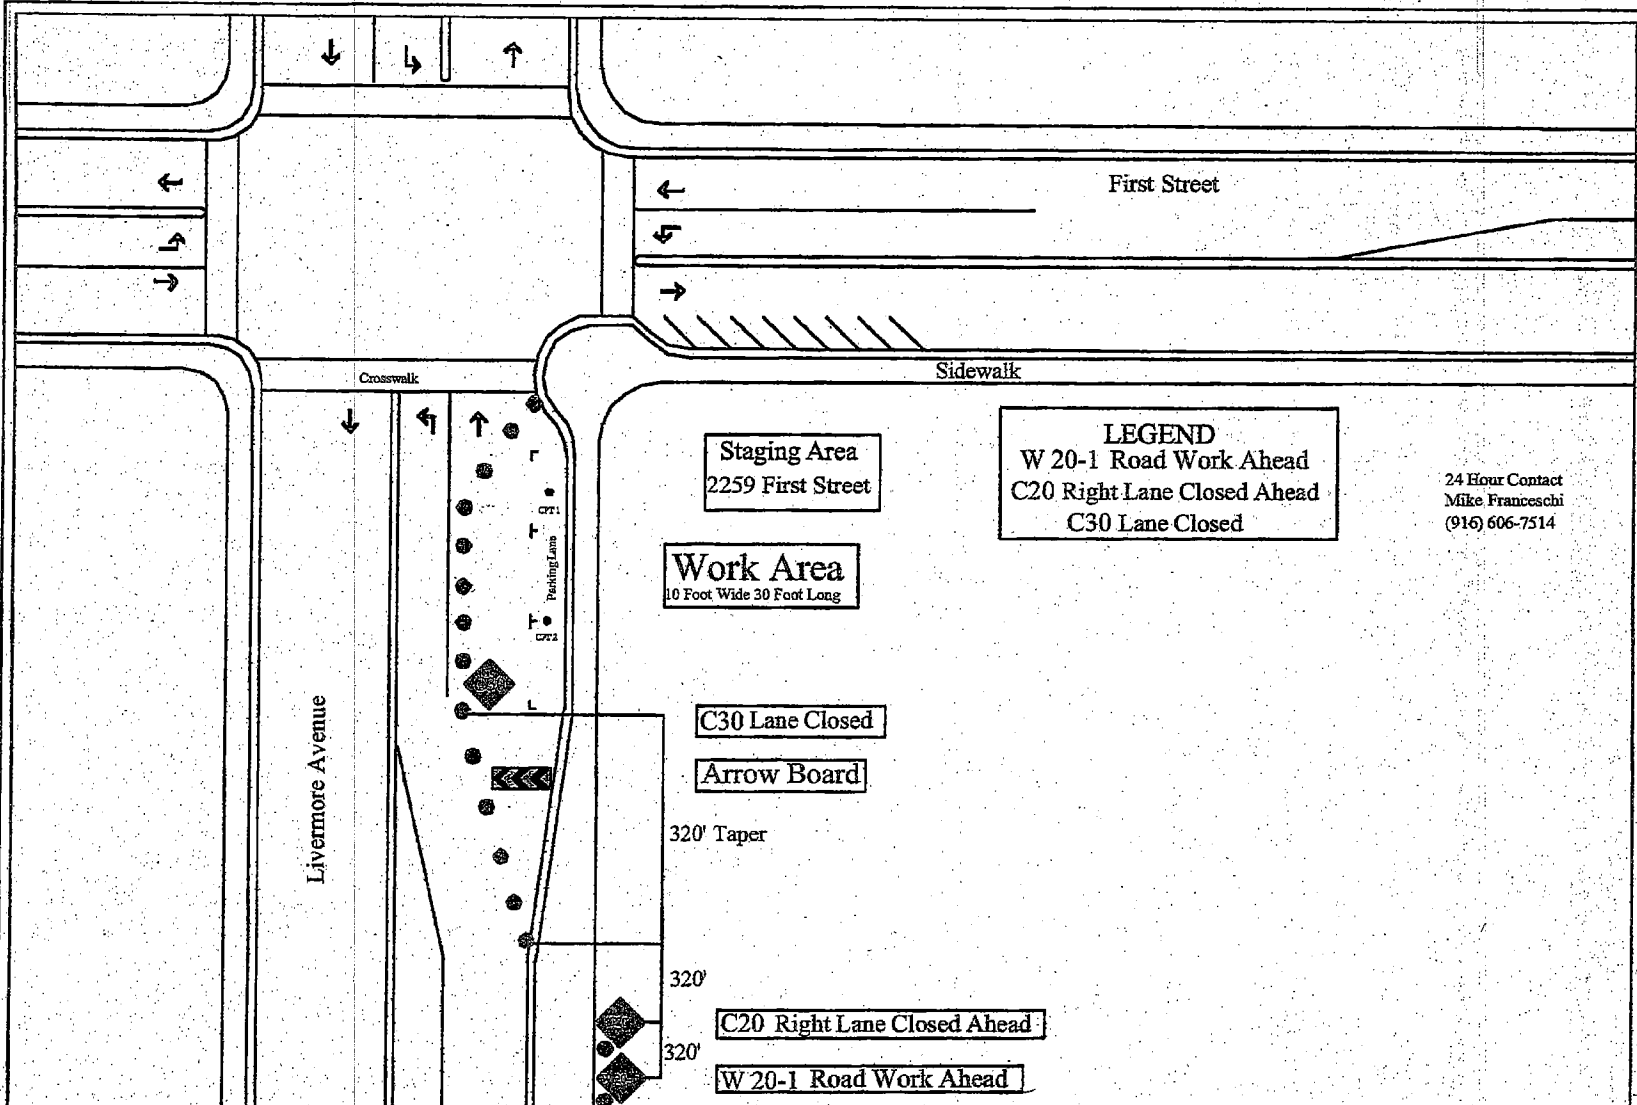 First Street
Crosswalk
Sidewalk
Staging Area
2259 First Street
LEGEND
W 20-1 Road Work Ahead
C20 Right Lane Closed Ahead
C30 Lane Closed
24 Hour Contact
Mike Franceschi
(916) 606-7514
CPT1
Parking Lane
CPT2
Work Area
10 Foot Wide 30 Foot Long
Livermore Avenue
C30 Lane Closed
Arrow Board
320' Taper
320'
C20 Right Lane Closed Ahead
320'
W 20-1 Road Work Ahead